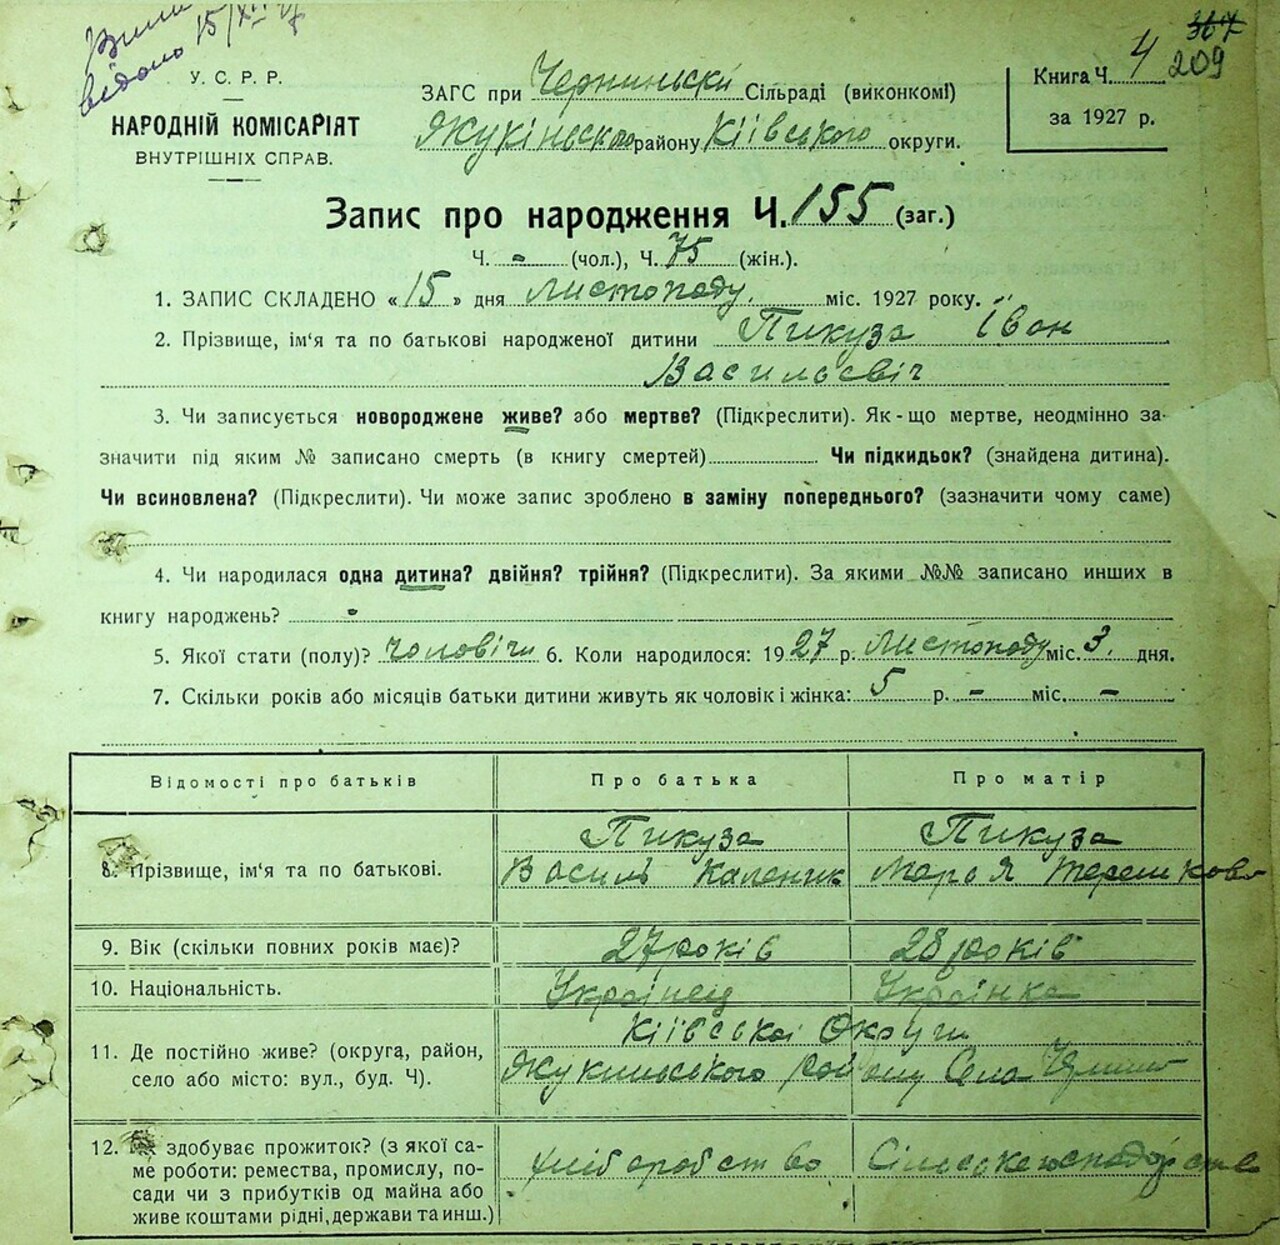 відано 15/XII 27
367
209
У. С. Р. Р.
НАРОДНІЙ КОМІСАРІЯТ
ВНУТРІШНІХ СПРАВ.
ЗАГС при Сільраді (виконкомі)
Жукінського району Кіївського округи.
Книга Ч. 4
за 1927 р.
Запис про народження Ч. 155 (заг.)
Ч. - (чол.), Ч. 75 (жін.).
1. ЗАПИС СКЛАДЕНО «15» дня листопаду. міс. 1927 року.
2. Прізвище, ім'я та по батькові народженої дитини Пикуза Іван
Васильевіч
3. Чи записується новороджене живе? або мертве? (Підкреслити). Як-що мертве, неодмінно за-
значити під яким № записано смерть (в книгу смертей) Чи підкидьок? (знайдена дитина).
Чи всиновлена? (Підкреслити). Чи може запис зроблено в заміну попереднього? (зазначити чому саме)
4. Чи народилася одна дитина? двійня? трійня? (Підкреслити). За якими №№ записано инших в
книгу народжень? -
5. Якої стати (полу)? чоловічи 6. Коли народилося: 1927 р. Листопаду міс. 3. дня.
7. Скільки років або місяців батьки дитини живуть як чоловік і жінка: 5 р. - міс. -
Відомості про батьків
Про батька
Про матір
8. Прізвище, ім'я та по батькові.
Пикуза
Василь Каленик
Пикуза
Марья Терешкова
9. Вік (скільки повних років має)?
27 років
28 років
10. Національність.
Українец
Українка
11. Де постійно живе? (округа, район,
село або місто: вул., буд. Ч).
Кіївської Округи
Жукинського району Села
12. здобуває прожиток? (з якої са-
ме роботи: ремества, промислу, по-
сади чи з прибутків од майна або
живе коштами рідні, держави та инш.)
хліборобство